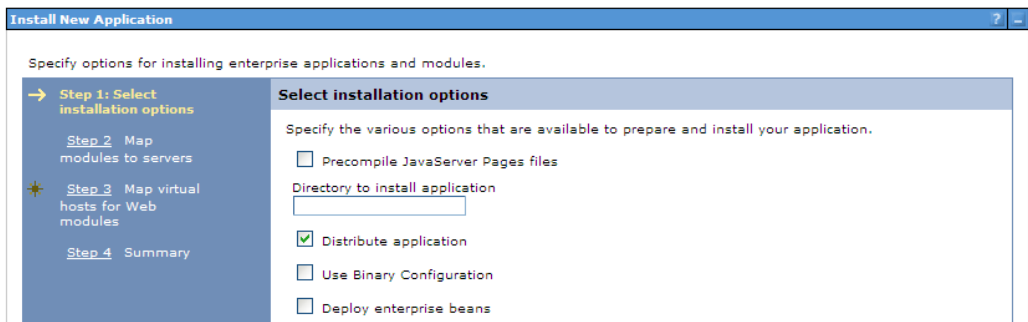 Install New Application
? –
Specify options for installing enterprise applications and modules.
Step 1: Select
installation options
Step 2 Map
modules to servers
Step 3 Map virtual
hosts for Web
modules
Step 4 Summary
Select installation options
Specify the various options that are available to prepare and install your application.
Precompile JavaServer Pages files
Directory to install application
Distribute application
Use Binary Configuration
Deploy enterprise beans